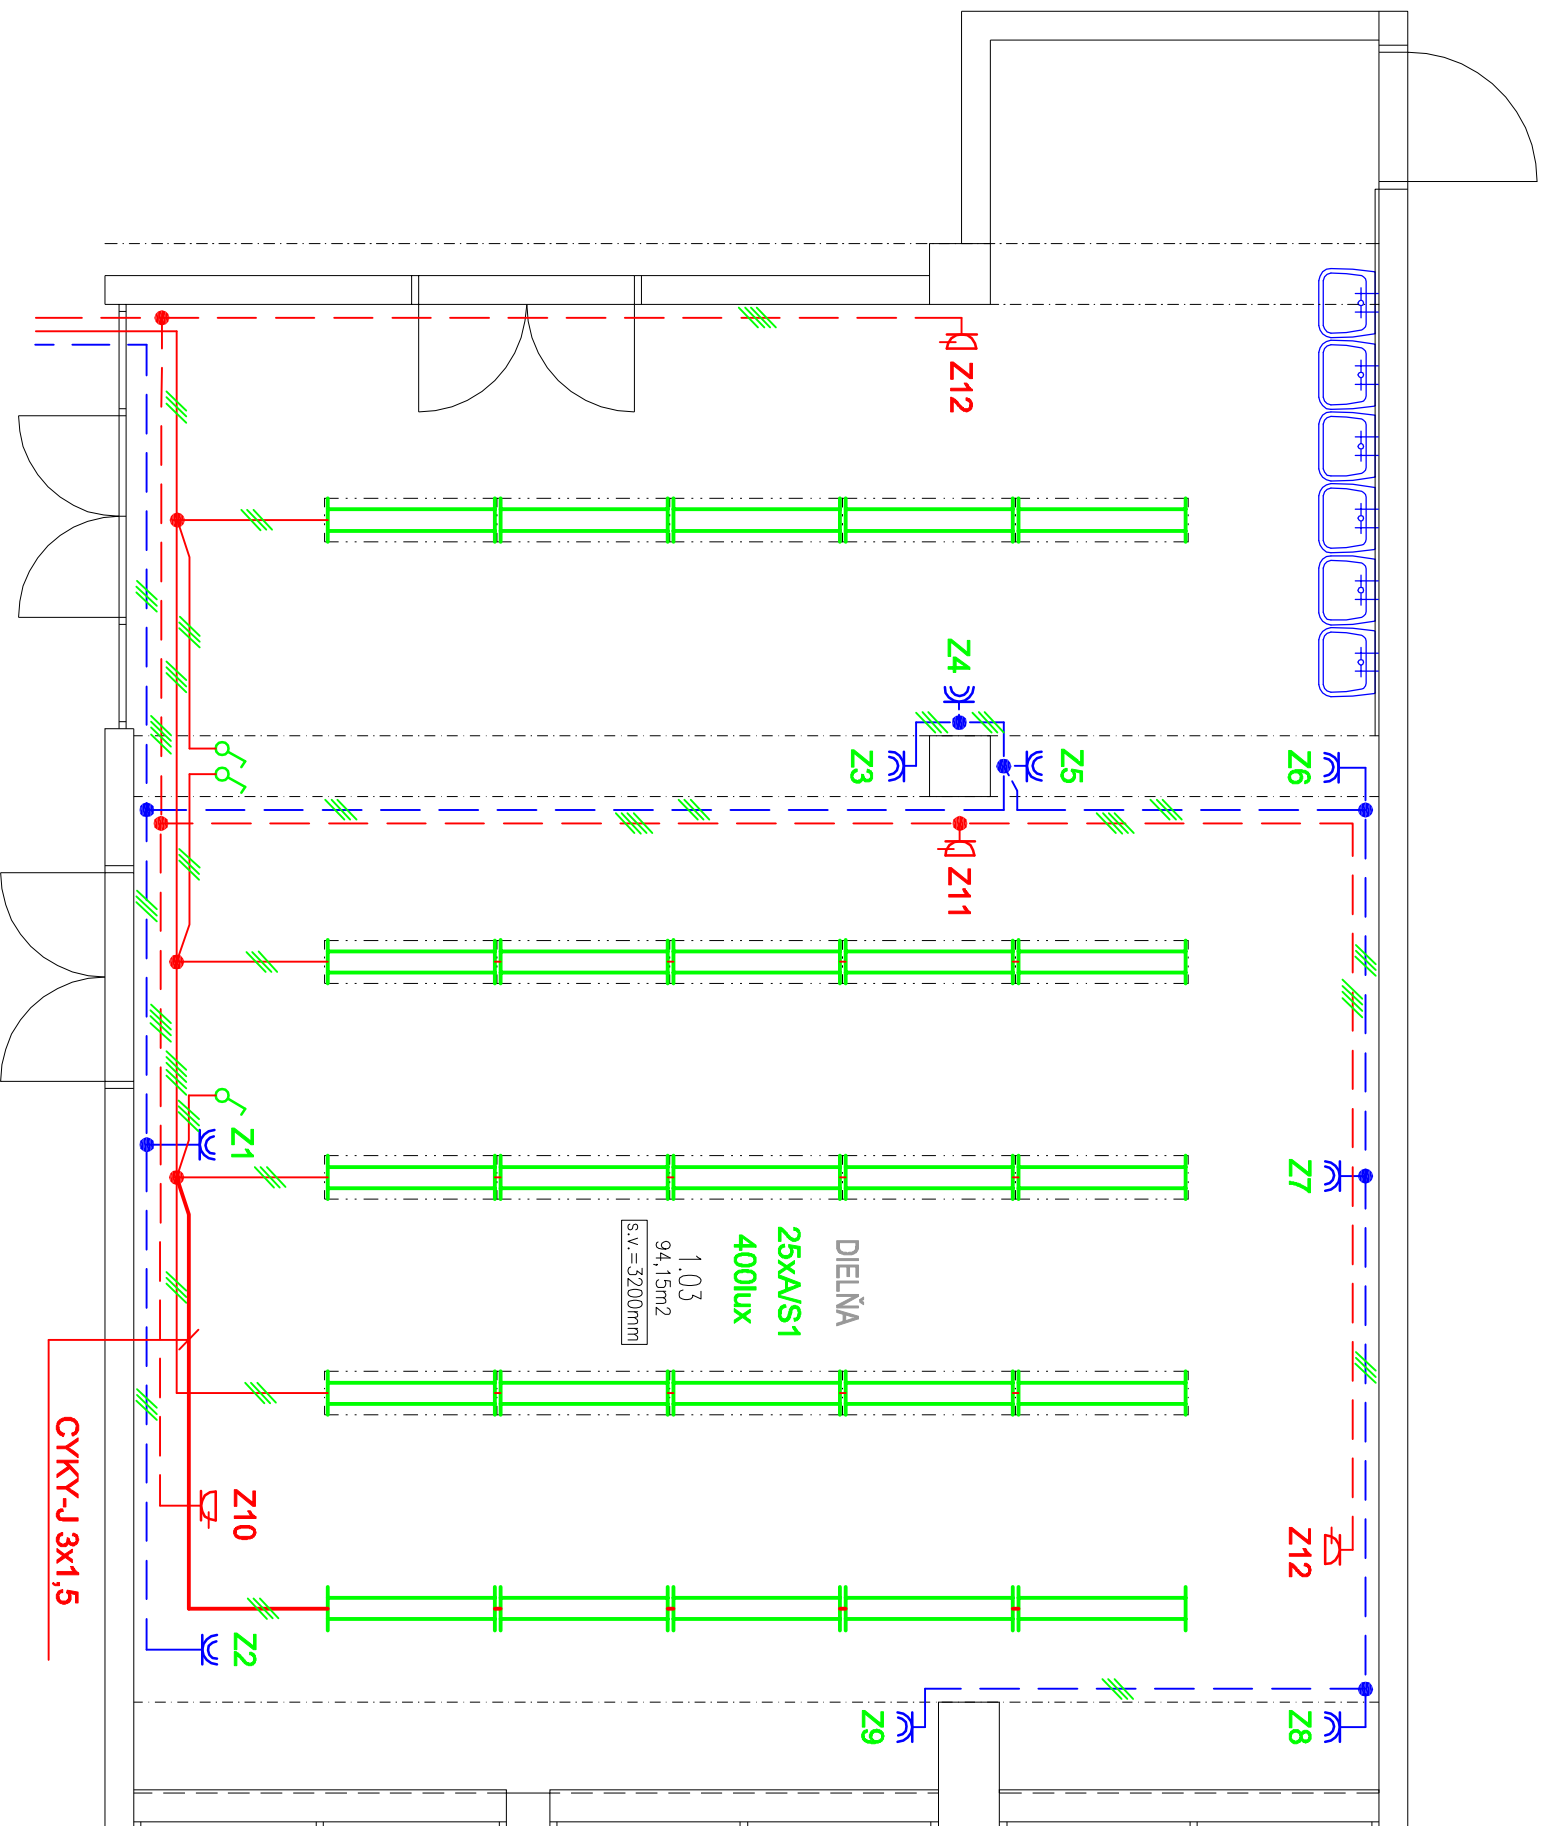 Z12
Z4
Z3
Z5
Z6
Z11
Z1
Z7
DIELŇA
25xA/S1
400lux
1.03
94,15m2
s.v.=3200mm
CYKY-J 3x1,5
Z10
Z12
Z2
Z9
Z8